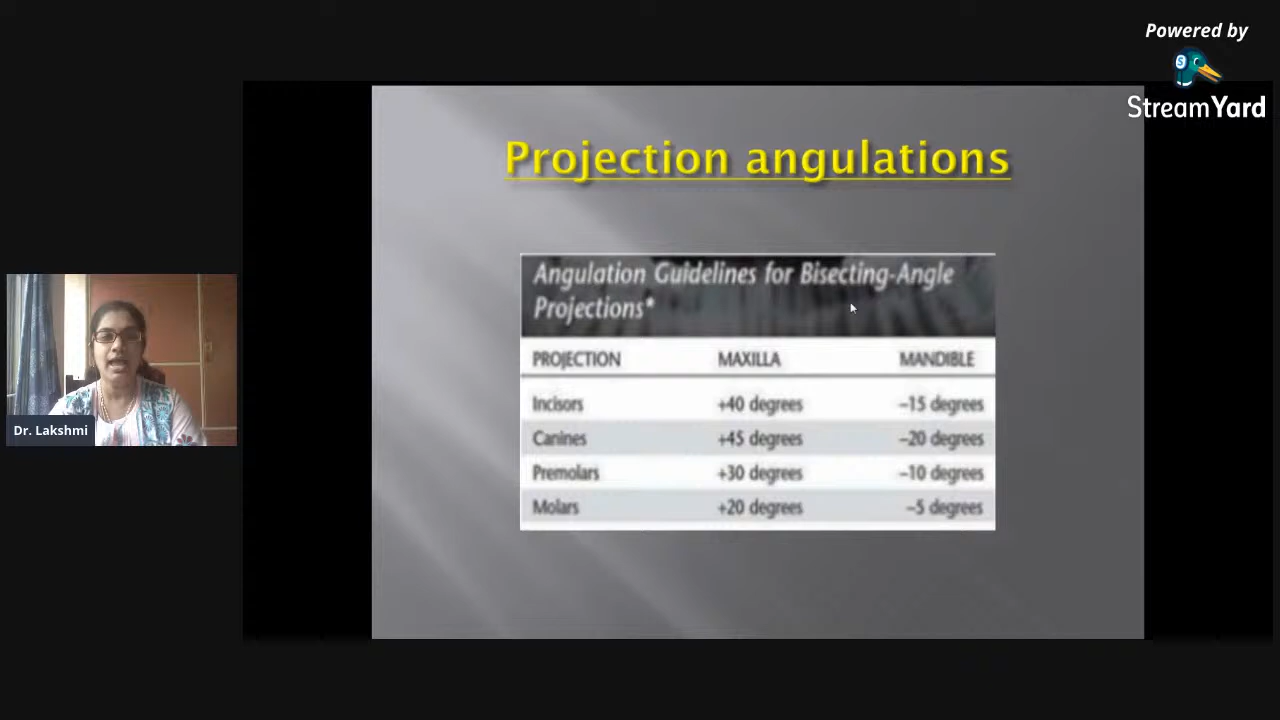 Powered by
StreamYard
Projection angulations
Angulation Guidelines for Bisecting-Angle
Projections*
PROJECTION MAXILLA MANDIBLE
Incisors +40 degrees –15 degrees
Canines +45 degrees –20 degrees
Premolars +30 degrees –10 degrees
Molars +20 degrees –5 degrees
Dr. Lakshmi